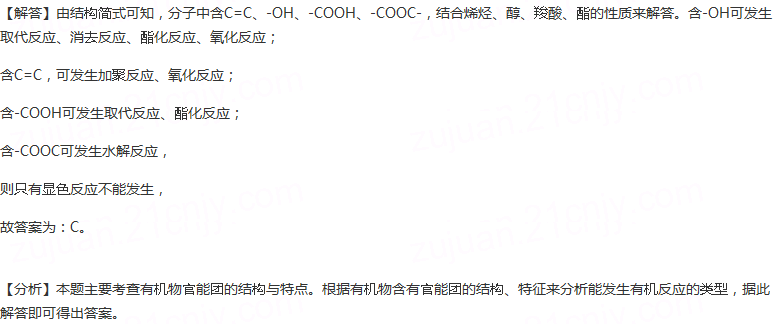 【解答】由结构简式可知，分子中含C=C、-OH、-COOH、-COOC-，结合烯烃、醇、羧酸、酯的性质来解答。含-OH可发生
取代反应、消去反应、酯化反应、氧化反应；
含C=C，可发生加聚反应、氧化反应；
含-COOH可发生取代反应、酯化反应；
含-COOC可发生水解反应，
则只有显色反应不能发生，
故答案为：C。
【分析】本题主要考查有机物官能团的结构与特点。根据有机物含有官能团的结构、特征来分析能发生有机反应的类型，据此
解答即可得出答案。